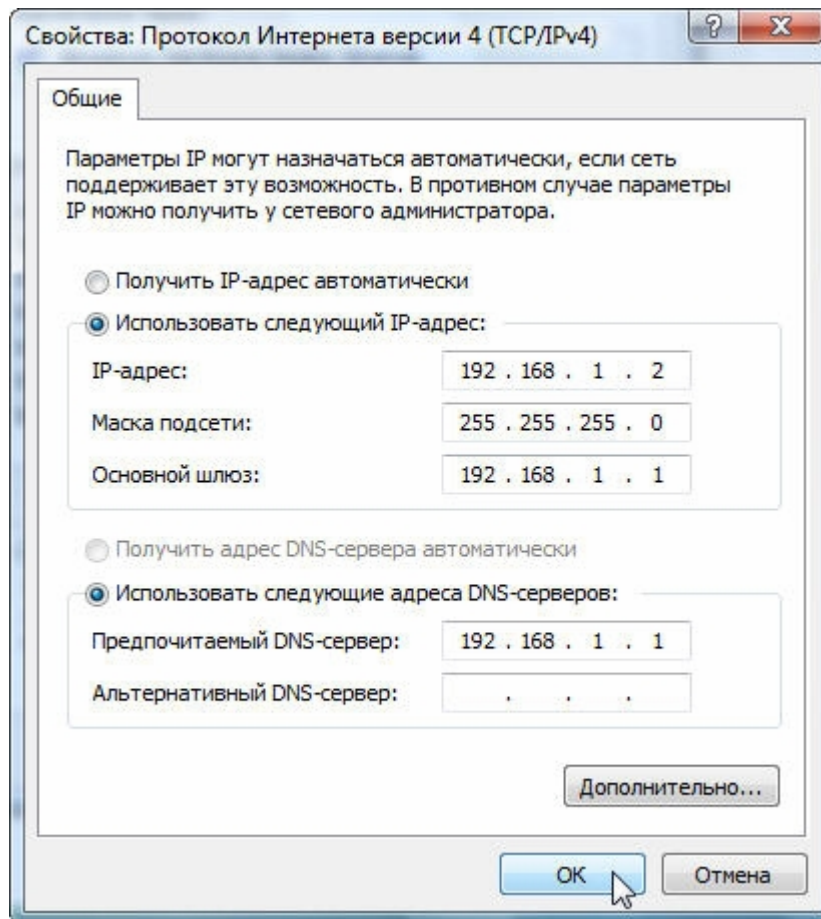 Свойства: Протокол Интернета версии 4 (TCP/IPv4)
Общие
Параметры IP могут назначаться автоматически, если сеть
поддерживает эту возможность. В противном случае параметры
IP можно получить у сетевого администратора.
Получить IP-адрес автоматически
Использовать следующий IP-адрес:
IP-адрес: 192 . 168 . 1 . 2
Маска подсети: 255 . 255 . 255 . 0
Основной шлюз: 192 . 168 . 1 . 1
Получить адрес DNS-сервера автоматически
Использовать следующие адреса DNS-серверов:
Предпочитаемый DNS-сервер: 192 . 168 . 1 . 1
Альтернативный DNS-сервер: . . .
Дополнительно...
ОК Отмена